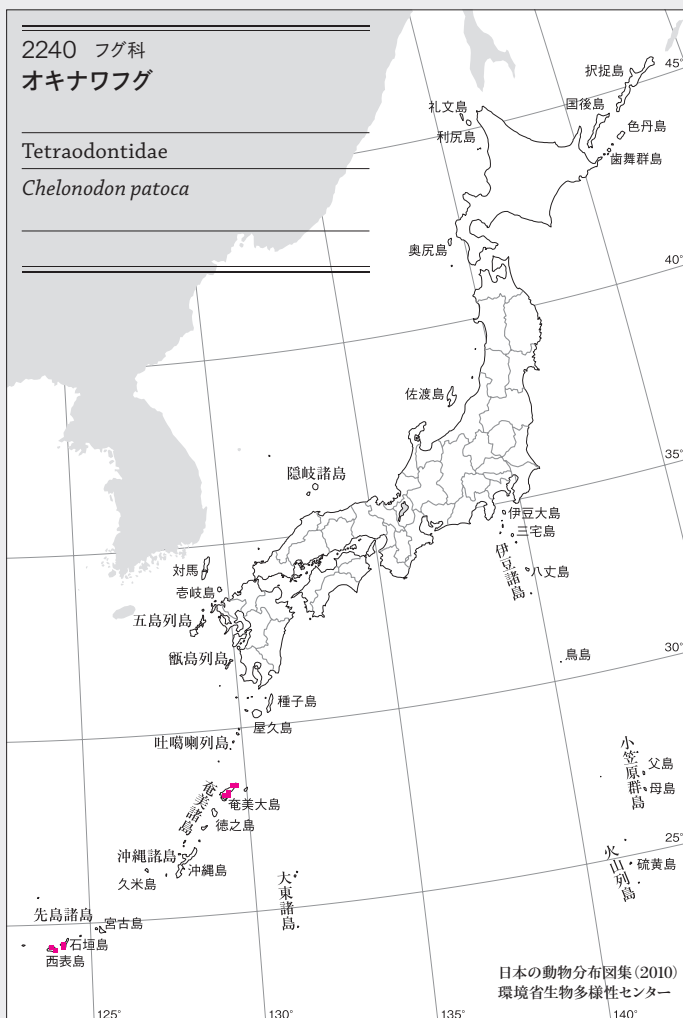 2240 フグ科
オキナワフグ
Tetraodontidae
Chelonodon patoca
45°
択捉島
国後島
礼文島
色丹島
利尻島
歯舞群島
奥尻島
40°
佐渡島
35°
隠岐諸島
伊豆大島
三宅島
伊豆諸島
八丈島
対馬
壱岐島
五島列島
甑島列島
鳥島
30°
種子島
屋久島
吐噶喇列島
小笠原群島
父島
母島
奄美諸島
奄美大島
徳之島
25°
沖縄諸島
沖縄島
久米島
大東諸島
火山列島
硫黄島
先島諸島
宮古島
石垣島
西表島
日本の動物分布図集(2010)
環境省生物多様性センター
125°
130°
135°
140°